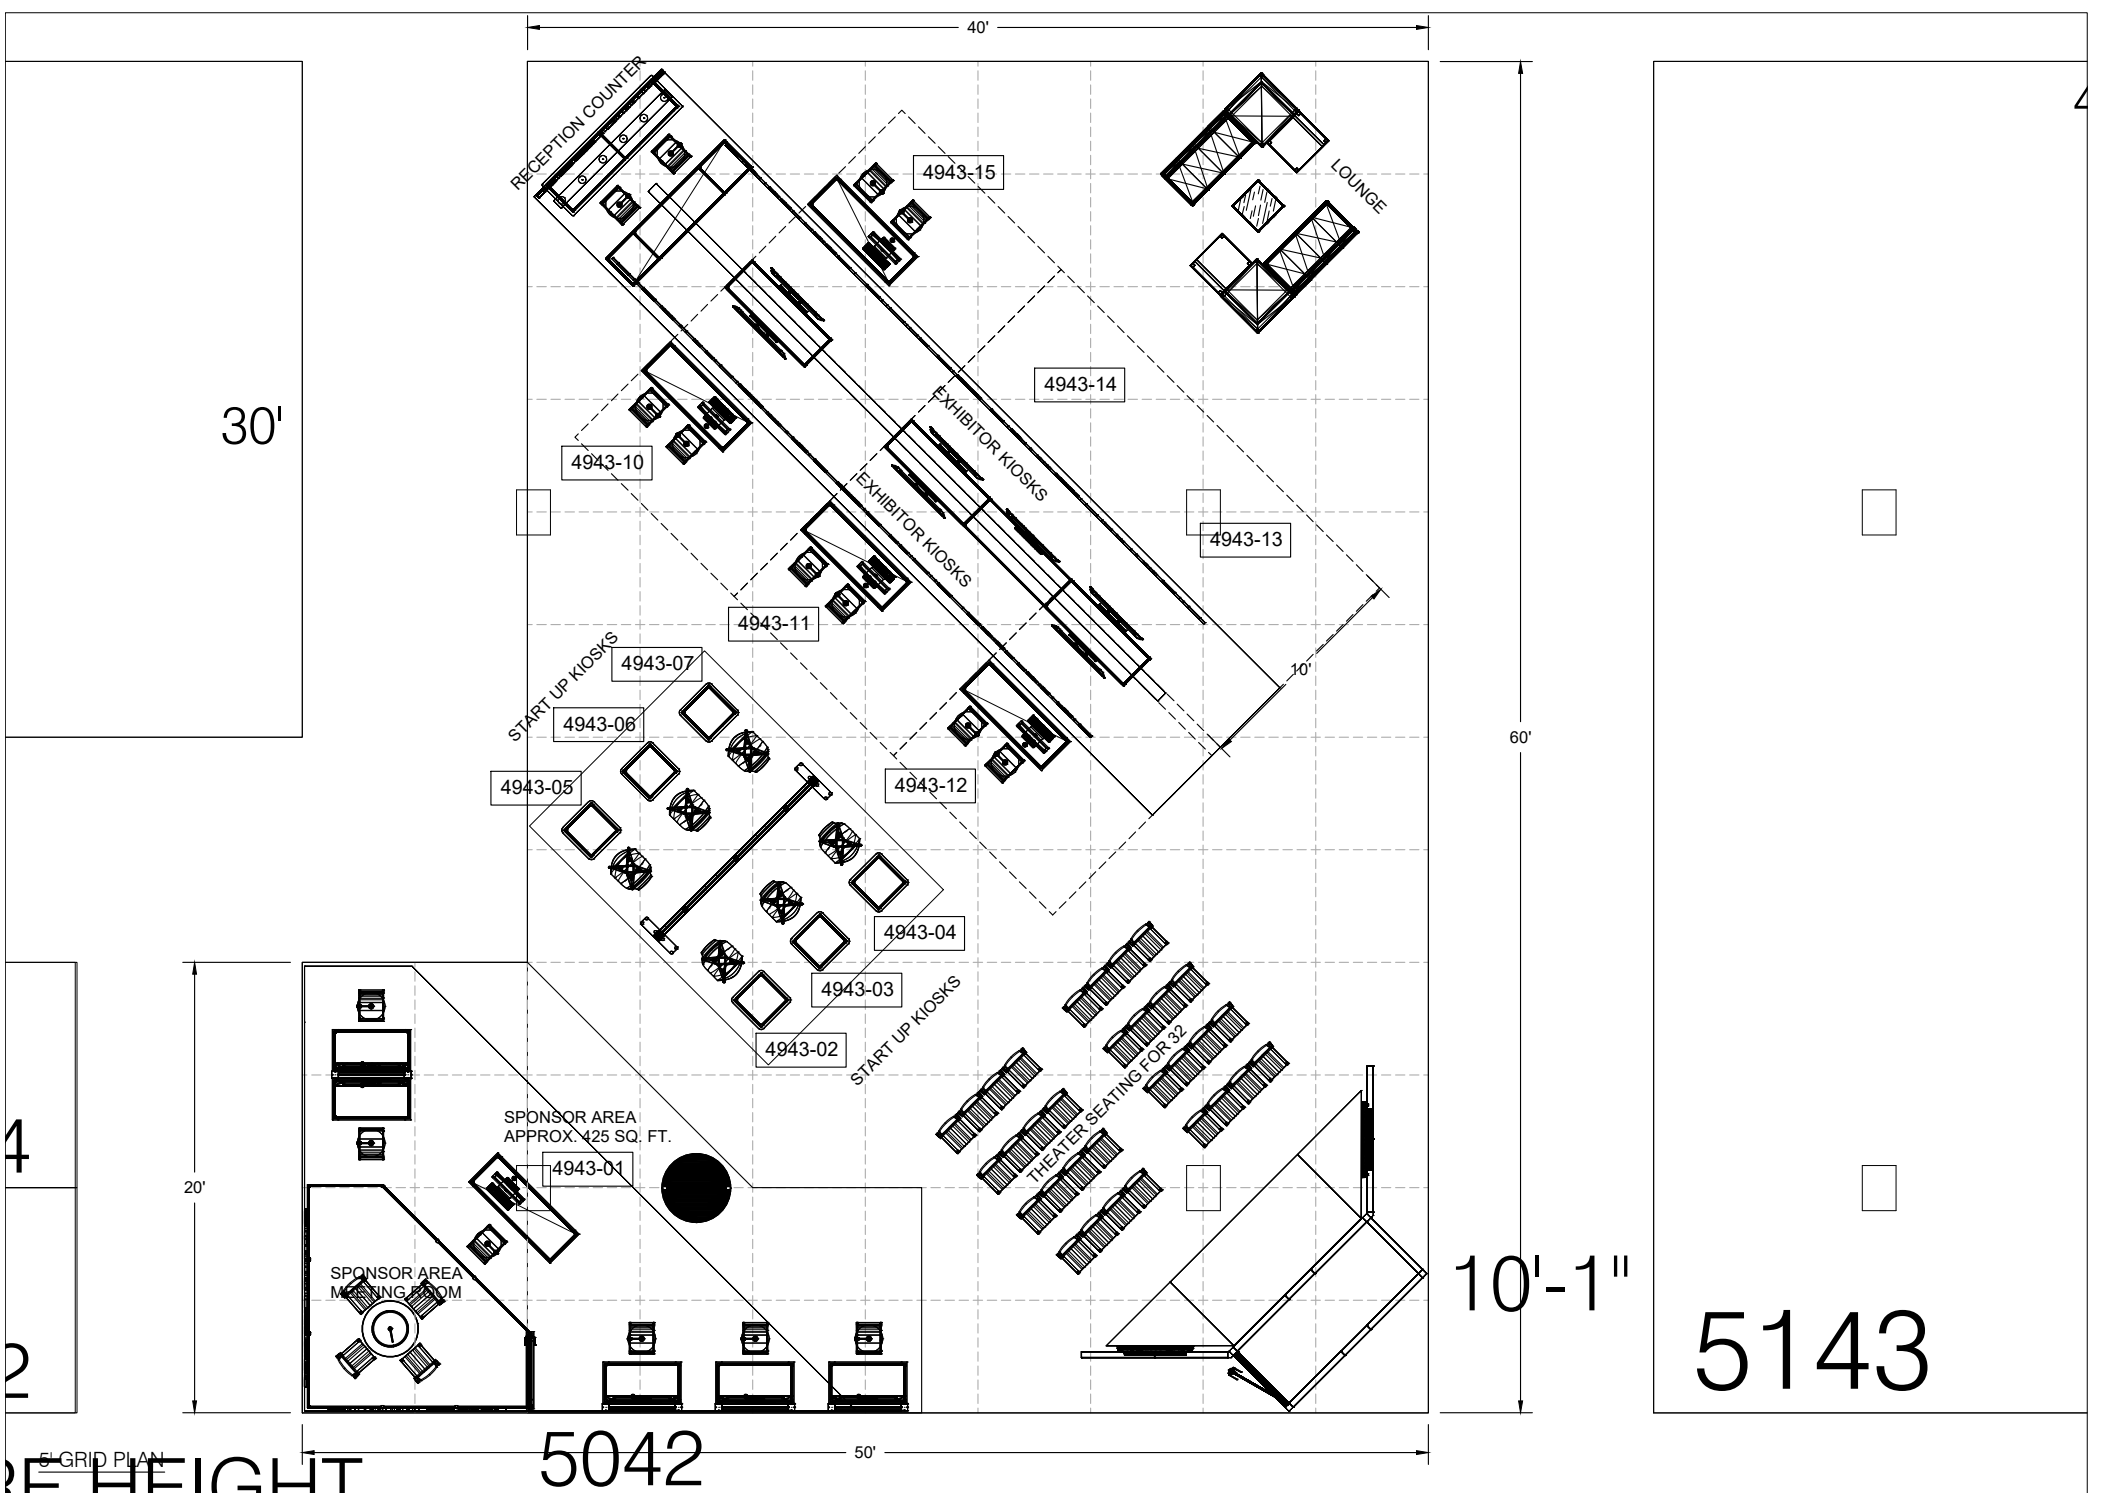 40'
RECEPTION COUNTER
4943-15
LOUNGE
30'
4943-14
EXHIBITOR KIOSKS
4943-10
EXHIBITOR KIOSKS
4943-13
4943-11
START UP KIOSKS
4943-07
10'
4943-06
60'
4943-05
4943-12
4943-04
4943-03
START UP KIOSKS
4943-02
THEATER SEATING FOR 32
SPONSOR AREA
APPROX. 425 SQ. FT.
4943-01
20'
SPONSOR AREA
MEETING ROOM
10'-1"
5143
5042
50'
5' GRID PLAN
HEIGHT